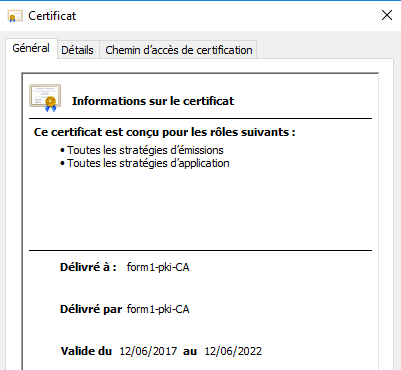 Certificat
Général Détails Chemin d'accès de certification
Informations sur le certificat
Ce certificat est conçu pour les rôles suivants :
• Toutes les stratégies d'émissions
• Toutes les stratégies d'application
Délivré à : form1-pki-CA
Délivré par form1-pki-CA
Valide du 12/06/2017 au 12/06/2022